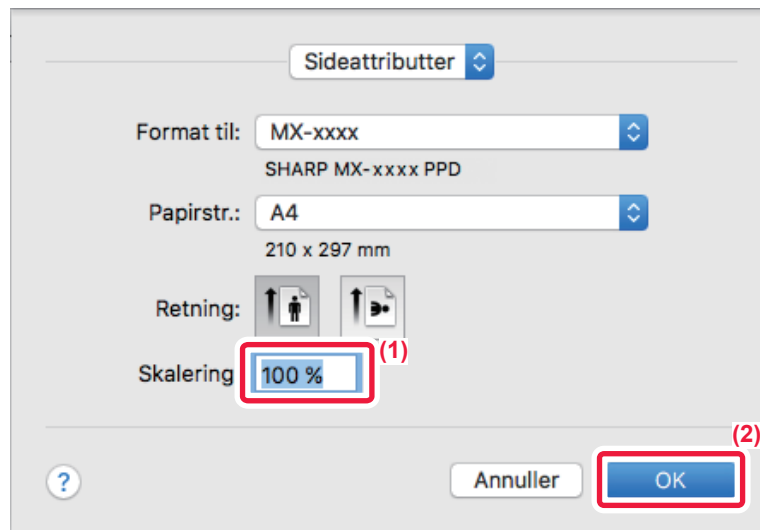 Sideattributter
Format til: MX-xxxx
SHARP MX-xxxx PPD
Papirstr.: A4
210 x 297 mm
Retning:
(1)
Skalering 100 %
(2)
? Annuller OK